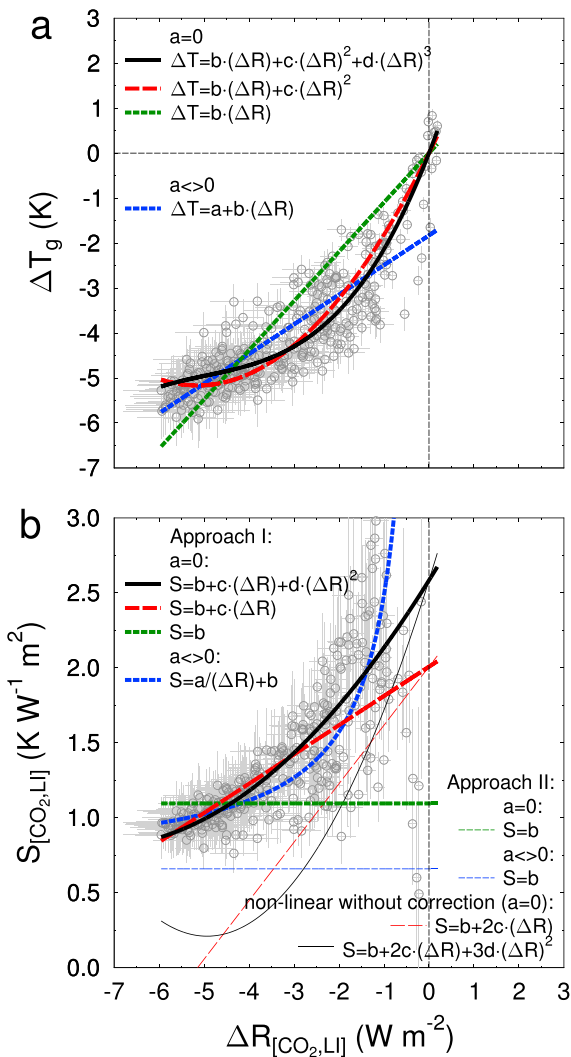 a
3
2
1
0
-1
-2
-3
-4
-5
-6
-7
ΔT_g (K)
a=0
ΔT=b·(ΔR)+c·(ΔR)²+d·(ΔR)³
ΔT=b·(ΔR)+c·(ΔR)²
ΔT=b·(ΔR)
a<>0
ΔT=a+b·(ΔR)
b
3.0
2.5
2.0
1.5
1.0
0.5
0.0
S_[CO₂,LI] (K W⁻¹ m²)
Approach I:
a=0:
S=b+c·(ΔR)+d·(ΔR)²
S=b+c·(ΔR)
S=b
a<>0:
S=a/(ΔR)+b
Approach II:
a=0:
S=b
a<>0:
S=b
non-linear without correction (a=0):
S=b+2c·(ΔR)
S=b+2c·(ΔR)+3d·(ΔR)²
-7 -6 -5 -4 -3 -2 -1 0 1 2 3
ΔR_[CO₂,LI] (W m⁻²)